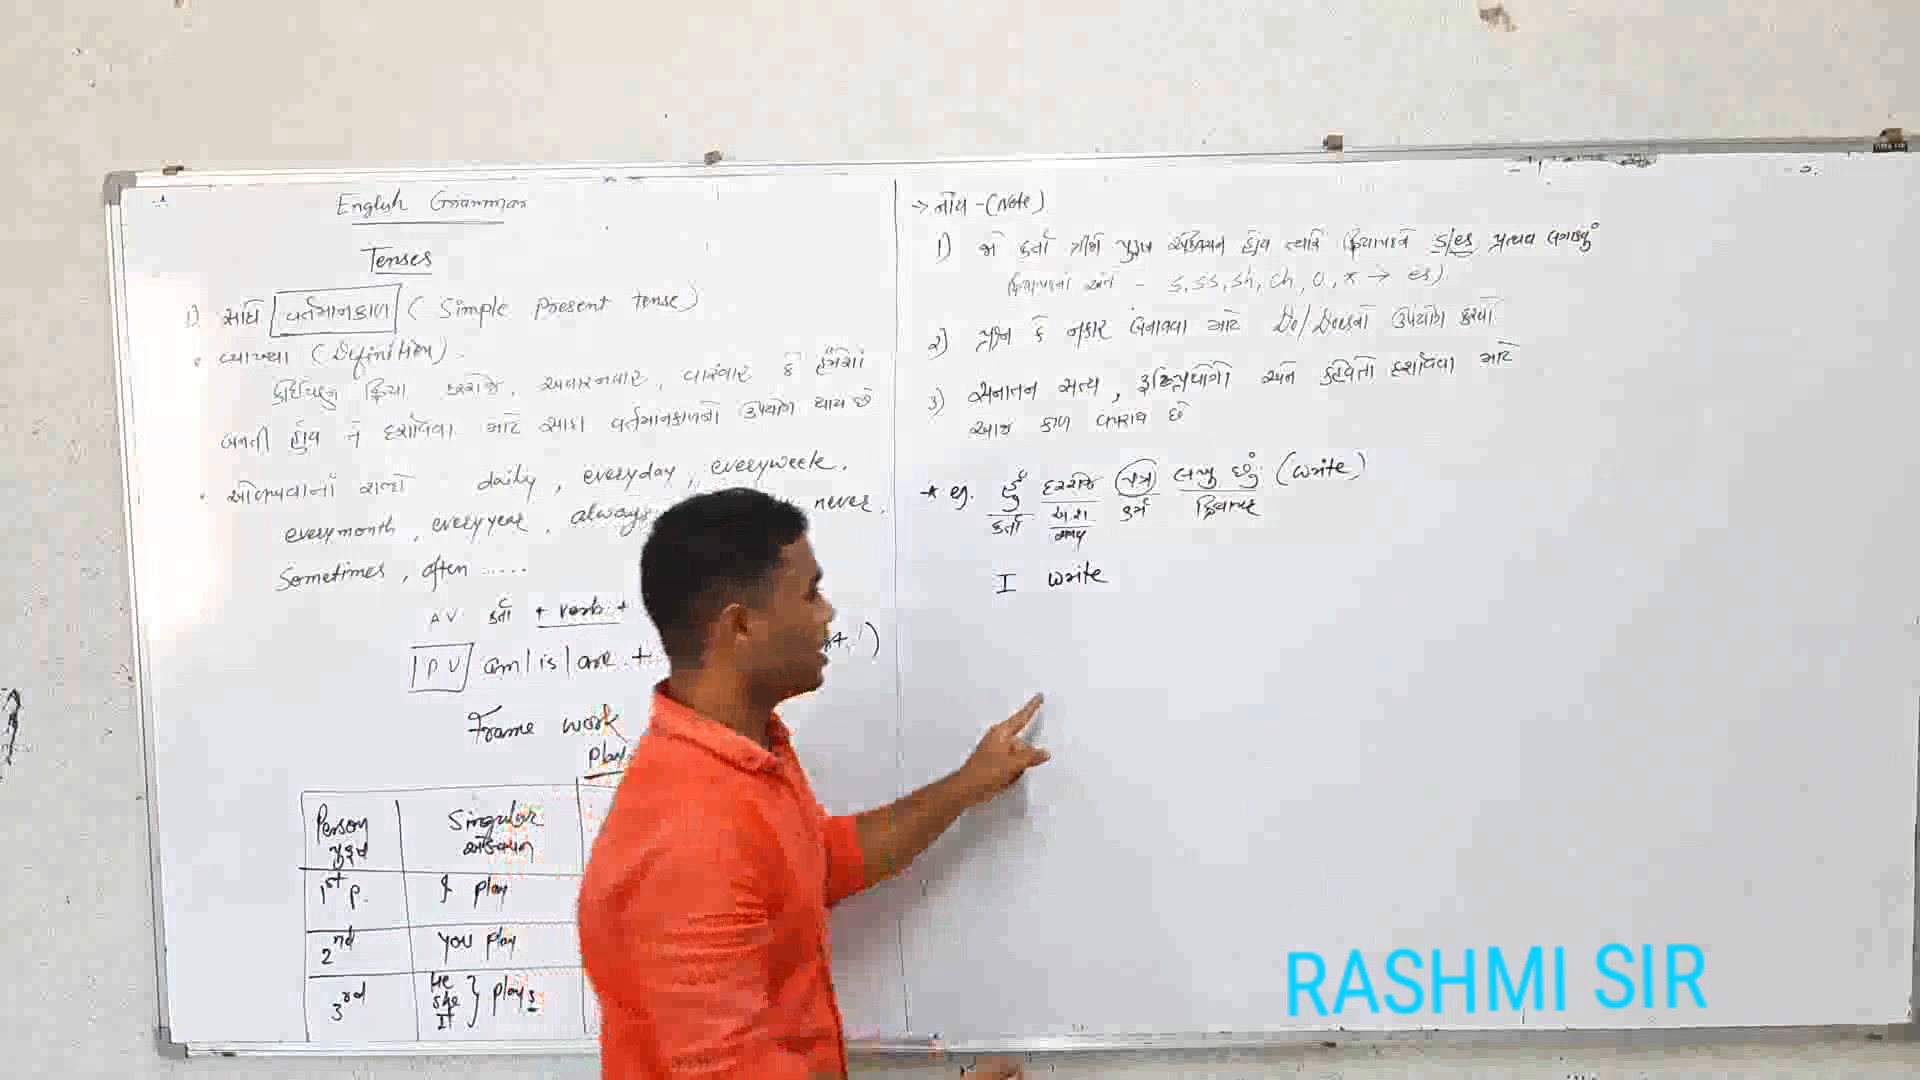 English Grammar
Tenses
1) સાદો વર્તમાનકાળ ( Simple Present tense )
• વ્યાખ્યા (Definition).
કોઈપણ ક્રિયા દરરોજ, અવારનવાર, વારંવાર કે હંમેશાં
બનતી હોય તે દર્શાવવા માટે સાદા વર્તમાનકાળનો ઉપયોગ થાય છે
• ઓળખવાનાં શબ્દો daily, everyday, everyweek,
everymonth, everyyear, always never,
Sometimes, often ......
A V કર્તા + verb +
P V am | is | are +
Frame work
Play
Person પુરુષ Singular એકવચન
1st P. I play
2nd you play
3rd He She It } plays
→ નોંધ - (Note)
1) જો કર્તા ત્રીજો પુરુષ એકવચન હોય ત્યારે ક્રિયાપદને s/es પ્રત્યય લગાડવું
ક્રિયાપદનાં અંતે - s, ss, sh, ch, o, x → es)
2) પ્રશ્ન કે નકાર બનાવવા માટે Do/Does નો ઉપયોગ કરવો
3) સનાતન સત્ય, રૂઢિપ્રયોગો અને કહેવતો દર્શાવવા માટે
આજ કાળ વપરાય છે
* eg. હું દરરોજ પત્ર લખુ છું (write)
કર્તા કર્મ ક્રિયાપદ
I write
RASHMI SIR